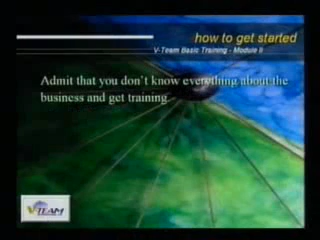 how to get started
V-Team Basic Training - Module II
Admit that you don't know everything about the
business and get training.
V-TEAM